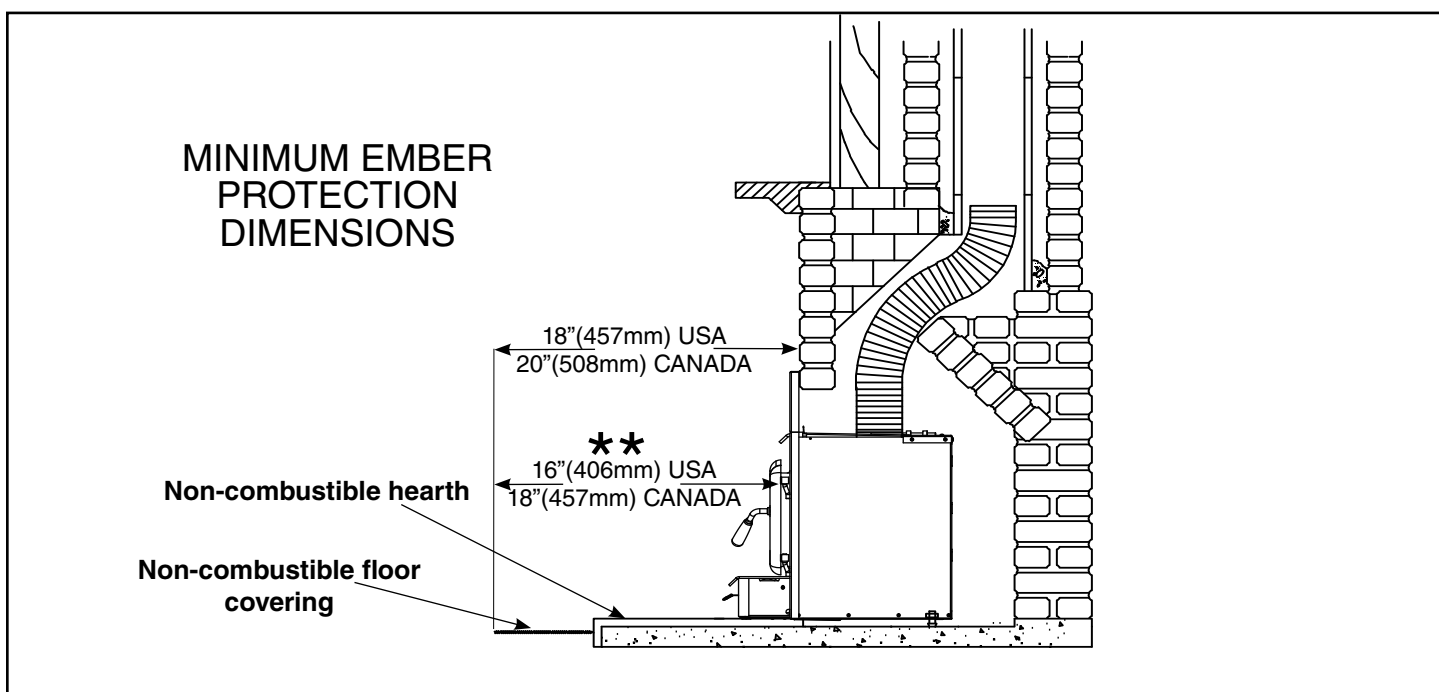 MINIMUM EMBER
PROTECTION
DIMENSIONS
18”(457mm) USA
20”(508mm) CANADA
**
16”(406mm) USA
18”(457mm) CANADA
Non-combustible hearth
Non-combustible floor
covering